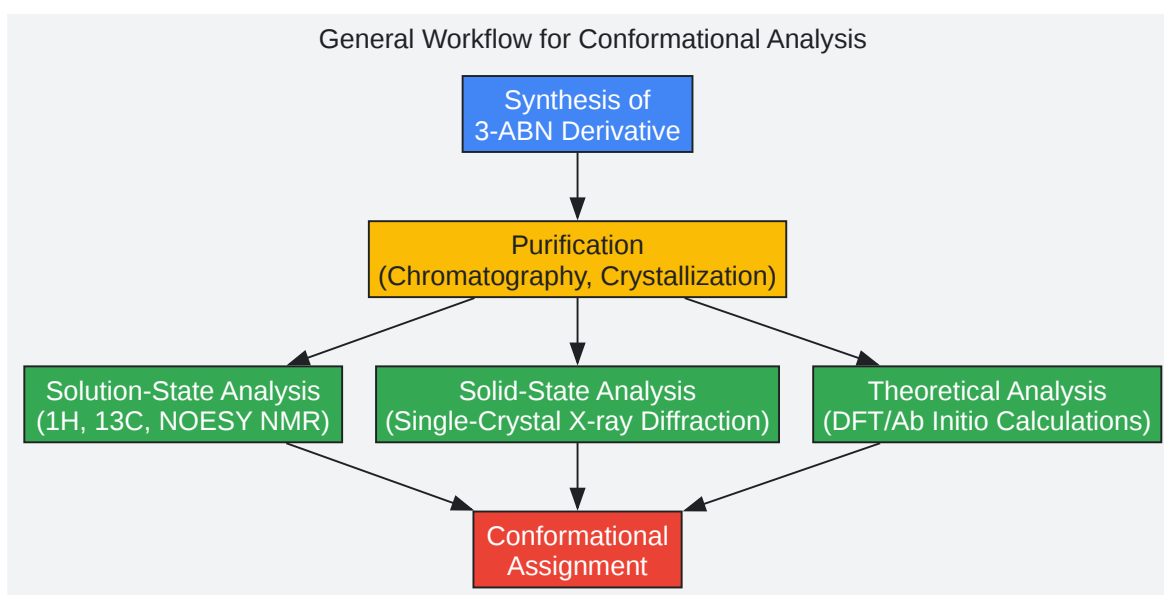 General Workflow for Conformational Analysis
Synthesis of
3-ABN Derivative
Purification
(Chromatography, Crystallization)
Solution-State Analysis
(1H, 13C, NOESY NMR)
Solid-State Analysis
(Single-Crystal X-ray Diffraction)
Theoretical Analysis
(DFT/Ab Initio Calculations)
Conformational
Assignment